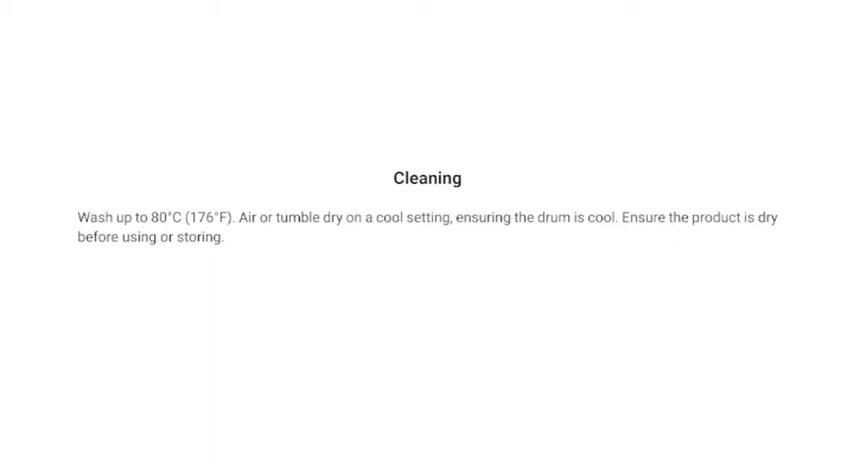 Cleaning
Wash up to 80°C (176°F). Air or tumble dry on a cool setting, ensuring the drum is cool. Ensure the product is dry
before using or storing.